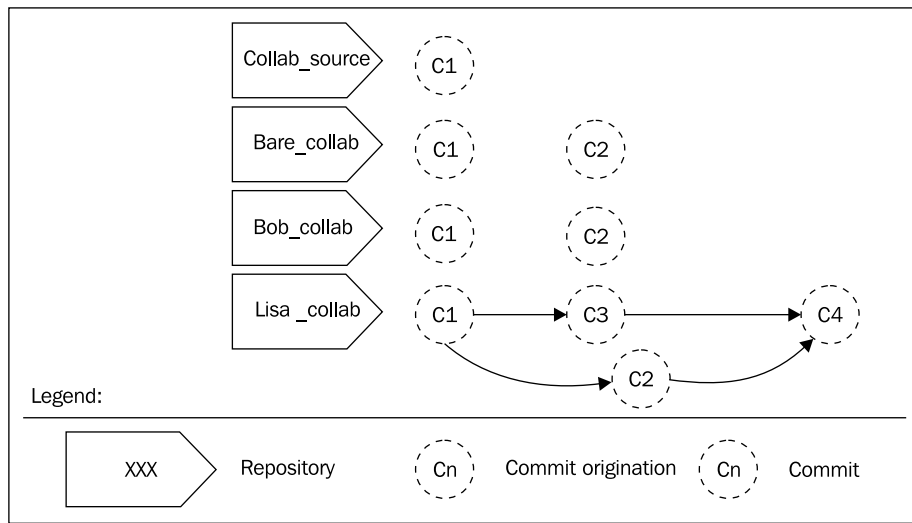 Collab_source
C1
Bare_collab
C1
C2
Bob_collab
C1
C2
Lisa _collab
C1
C3
C4
C2
Legend:
XXX
Repository
Cn
Commit origination
Cn
Commit